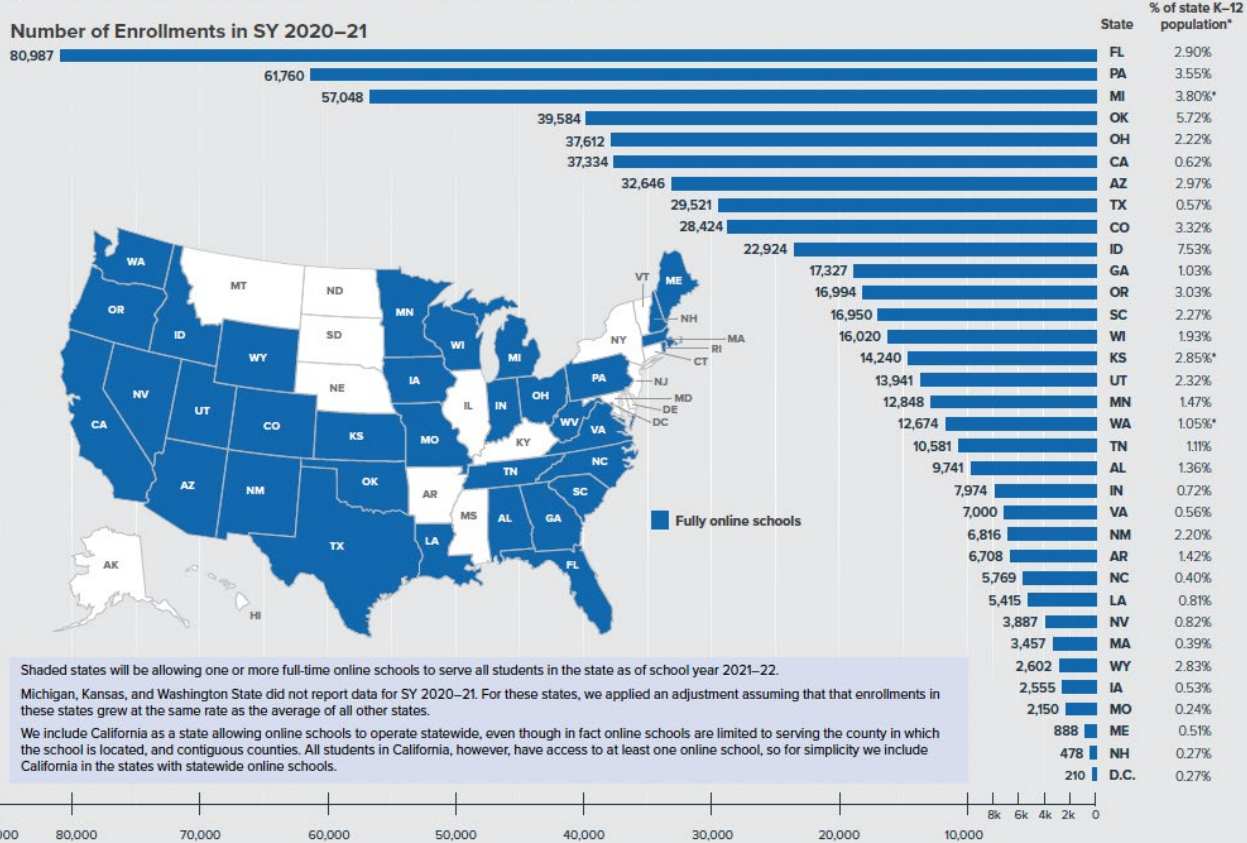 Number of Enrollments in SY 2020–21
State
% of state K–12
population*
80,987 FL 2.90%
61,760 PA 3.55%
57,048 MI 3.80%*
39,584 OK 5.72%
37,612 OH 2.22%
37,334 CA 0.62%
32,646 AZ 2.97%
29,521 TX 0.57%
28,424 CO 3.32%
22,924 ID 7.53%
17,327 GA 1.03%
16,994 OR 3.03%
16,950 SC 2.27%
16,020 WI 1.93%
14,240 KS 2.85%*
13,941 UT 2.32%
12,848 MN 1.47%
12,674 WA 1.05%*
10,581 TN 1.11%
9,741 AL 1.36%
7,974 IN 0.72%
7,000 VA 0.56%
6,816 NM 2.20%
6,708 AR 1.42%
5,769 NC 0.40%
5,415 LA 0.81%
3,887 NV 0.82%
3,457 MA 0.39%
2,602 WY 2.83%
2,555 IA 0.53%
2,150 MO 0.24%
888 ME 0.51%
478 NH 0.27%
210 D.C. 0.27%
WA
MT
ND
MN
VT
ME
OR
ID
SD
WI
MI
NY
NH
MA
RI
CT
WY
NE
IA
PA
NJ
NV
UT
CO
IL
IN
OH
MD
DE
DC
CA
KS
MO
KY
WV
VA
AZ
NM
OK
AR
TN
NC
SC
MS
AL
GA
TX
LA
FL
AK
HI
Fully online schools
Shaded states will be allowing one or more full-time online schools to serve all students in the state as of school year 2021–22.
Michigan, Kansas, and Washington State did not report data for SY 2020–21. For these states, we applied an adjustment assuming that that enrollments in
these states grew at the same rate as the average of all other states.
We include California as a state allowing online schools to operate statewide, even though in fact online schools are limited to serving the county in which
the school is located, and contiguous counties. All students in California, however, have access to at least one online school, so for simplicity we include
California in the states with statewide online schools.
80,000 70,000 60,000 50,000 40,000 30,000 20,000 10,000 8k 6k 4k 2k 0